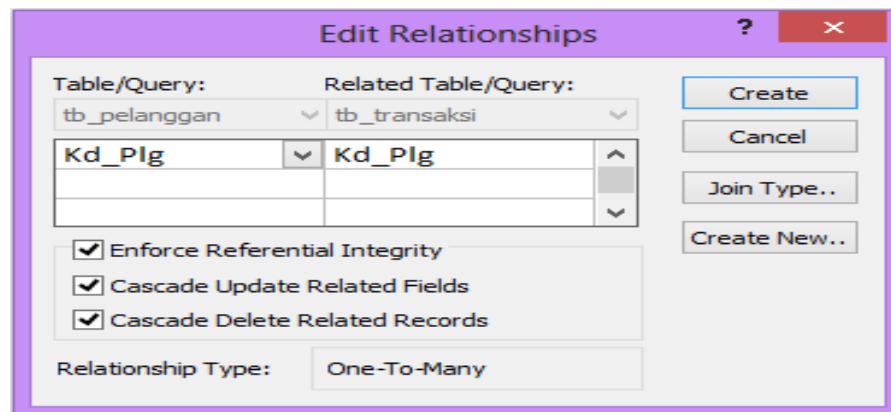 Edit Relationships ? ×
Table/Query: Related Table/Query:
tb_pelanggan tb_transaksi
Kd_Plg Kd_Plg
Enforce Referential Integrity
Cascade Update Related Fields
Cascade Delete Related Records
Relationship Type: One-To-Many
Create
Cancel
Join Type..
Create New..